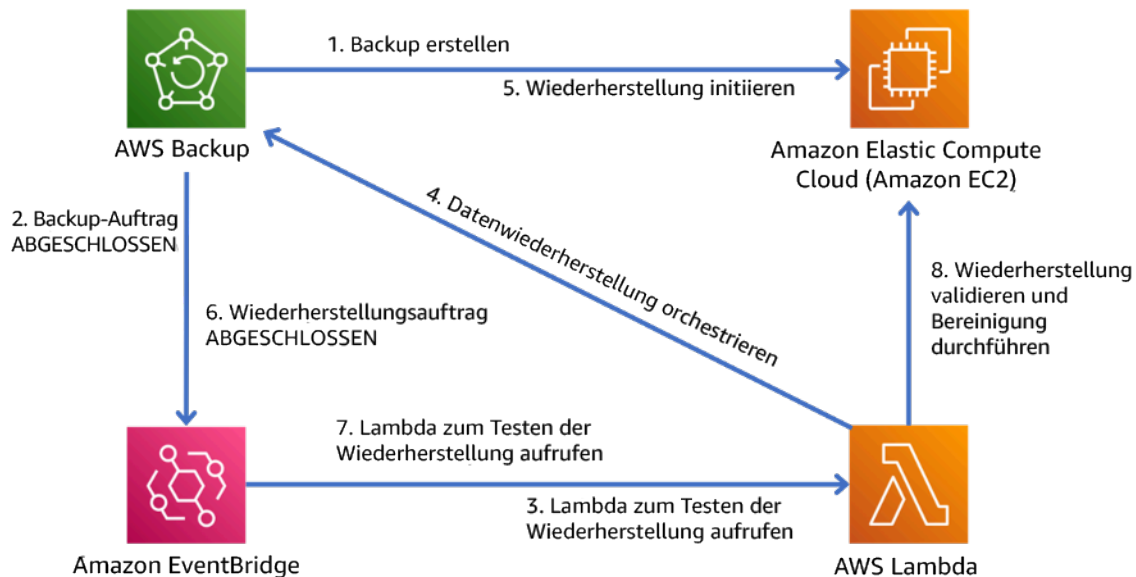 1. Backup erstellen
5. Wiederherstellung initiieren
AWS Backup
Amazon Elastic Compute
Cloud (Amazon EC2)
2. Backup-Auftrag
ABGESCHLOSSEN
4. Datenwiederherstellung orchestrieren
6. Wiederherstellungsauftrag
ABGESCHLOSSEN
8. Wiederherstellung
validieren und
Bereinigung
durchführen
7. Lambda zum Testen der
Wiederherstellung aufrufen
3. Lambda zum Testen der
Wiederherstellung aufrufen
Amazon EventBridge
AWS Lambda